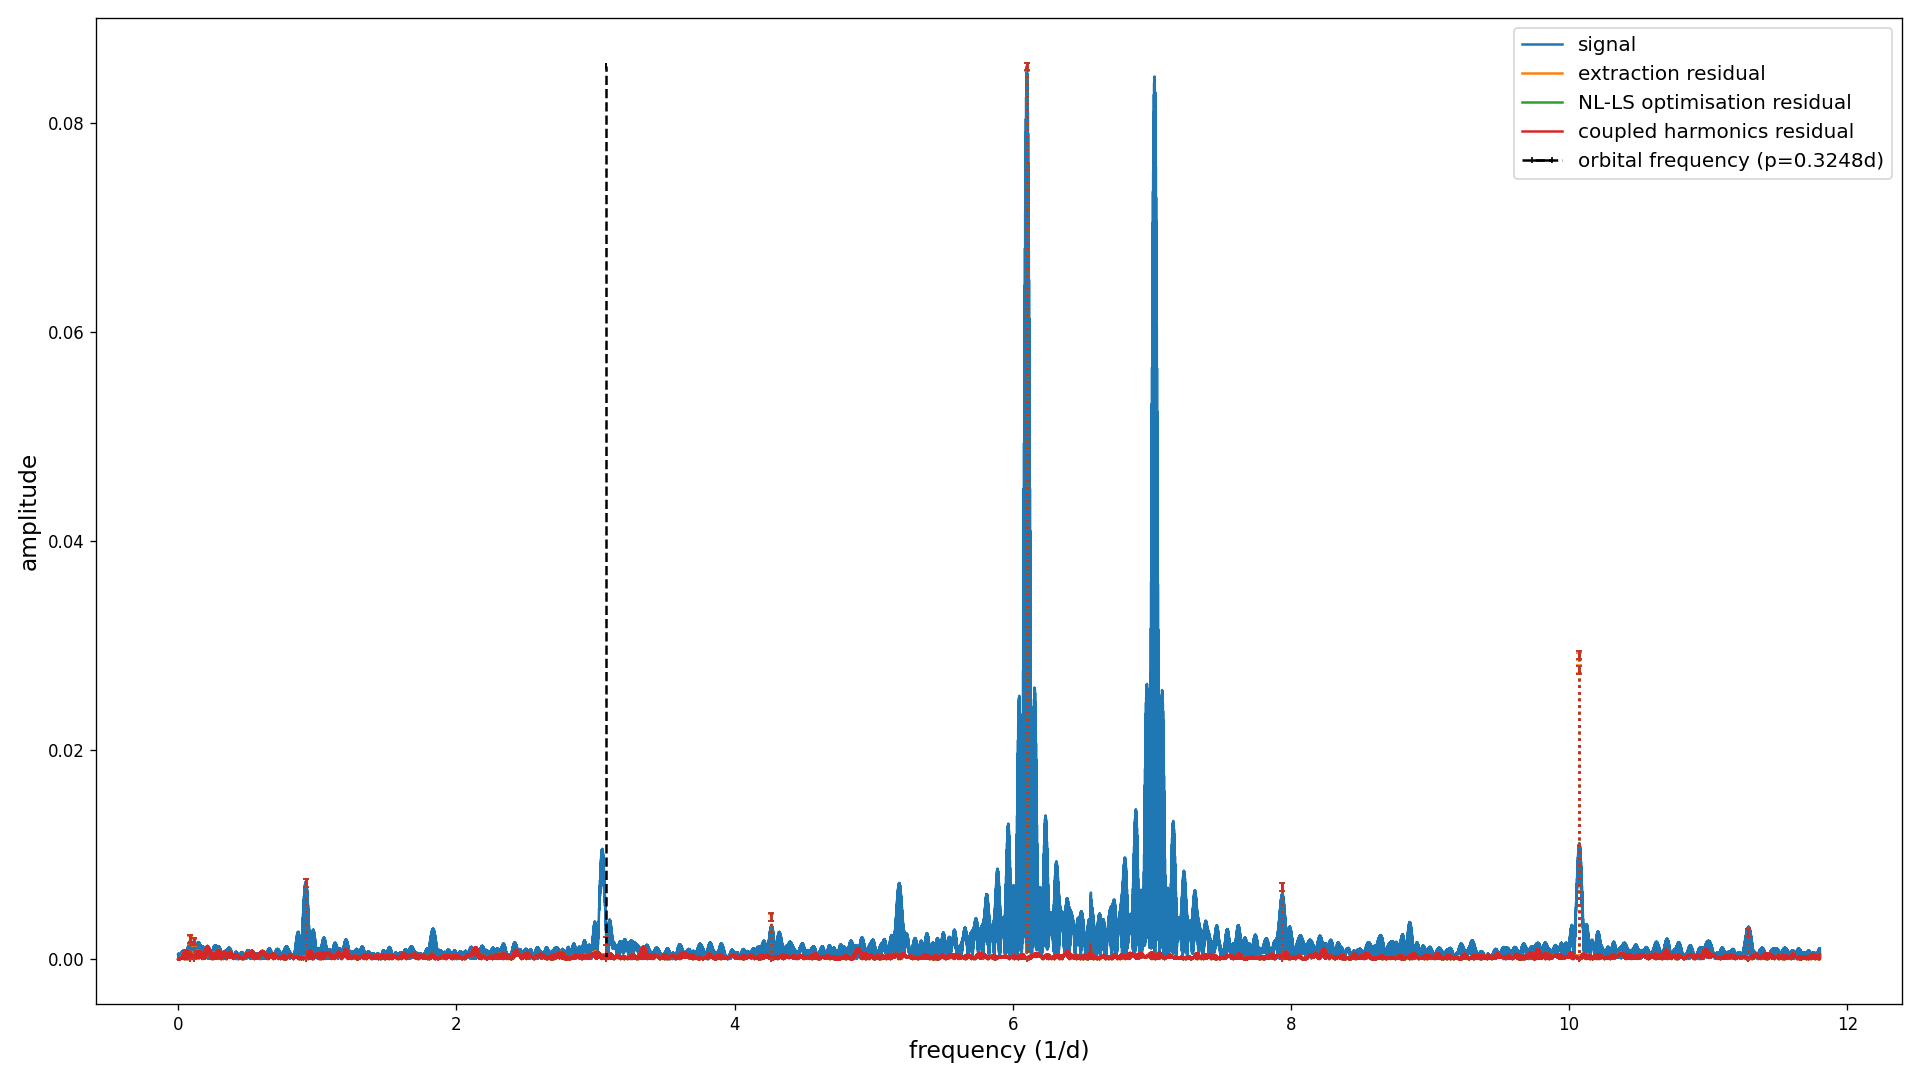 signal
extraction residual
NL-LS optimisation residual
coupled harmonics residual
orbital frequency (p=0.3248d)
amplitude
0.08
0.06
0.04
0.02
0.00
0 2 4 6 8 10 12
frequency (1/d)